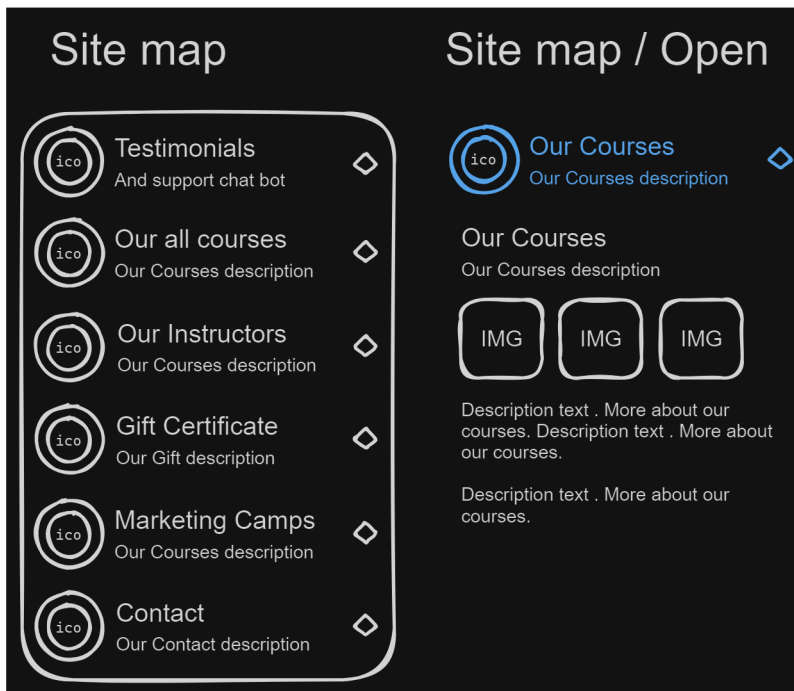 Site map
ico
Testimonials
And support chat bot
ico
Our all courses
Our Courses description
ico
Our Instructors
Our Courses description
ico
Gift Certificate
Our Gift description
ico
Marketing Camps
Our Courses description
ico
Contact
Our Contact description
Site map / Open
ico
Our Courses
Our Courses description
Our Courses
Our Courses description
IMG
IMG
IMG
Description text . More about our
courses. Description text . More about
our courses.
Description text . More about our
courses.